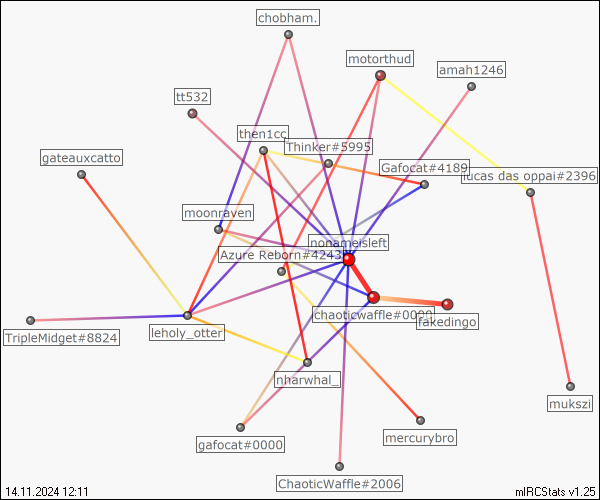 chobham.
motorthud
amah1246
tt532
then1cc
Thinker#5995
gateauxcatto
Gafocat#4189
lucas das oppai#2396
moonraven
nonameisleft
Azure Reborn#4243
chaoticwaffle#0000
fakedingo
TripleMidget#8824
leholy_otter
nharwhal_
mukszi
gafocat#0000
mercurybro
ChaoticWaffle#2006
14.11.2024 12:11
mIRCStats v1.25